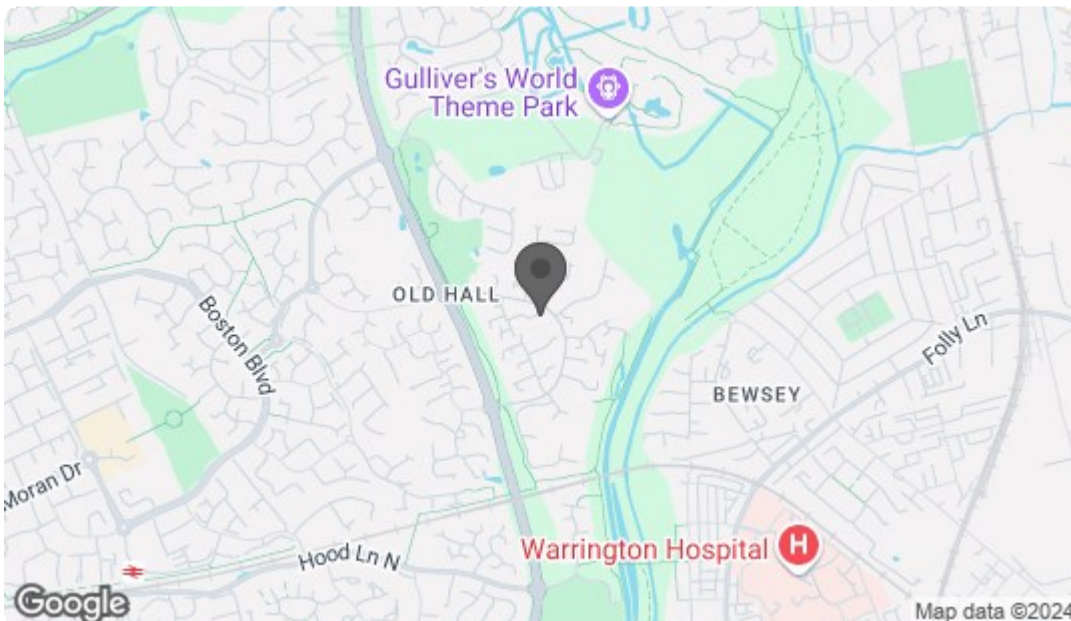 Gulliver's World
Theme Park
OLD HALL
Boston Blvd
Folly Ln
BEWSEY
Moran Dr
Hood Ln N
Warrington Hospital
H
Google
Map data ©2024